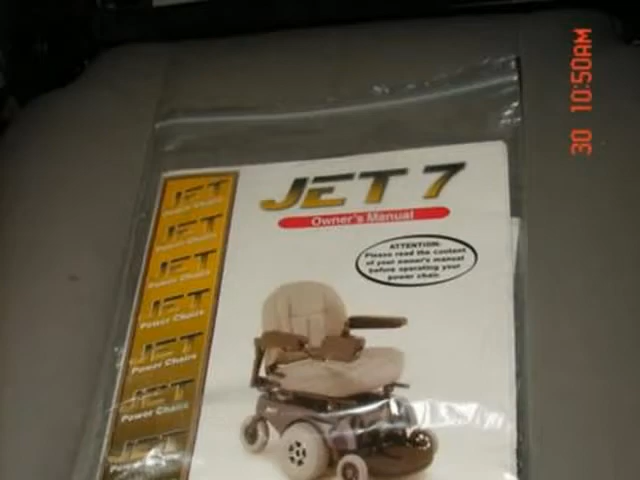 30 10:50AM
JET 7
Owner's Manual
ATTENTION:
Please read the content
of your owner's manual
before operating your
power chair.
JET
Power Chairs
JET
Power Chairs
JET
Power Chairs
JET
Power Chairs
JET
Power Chairs
JET
Power Chairs
JET